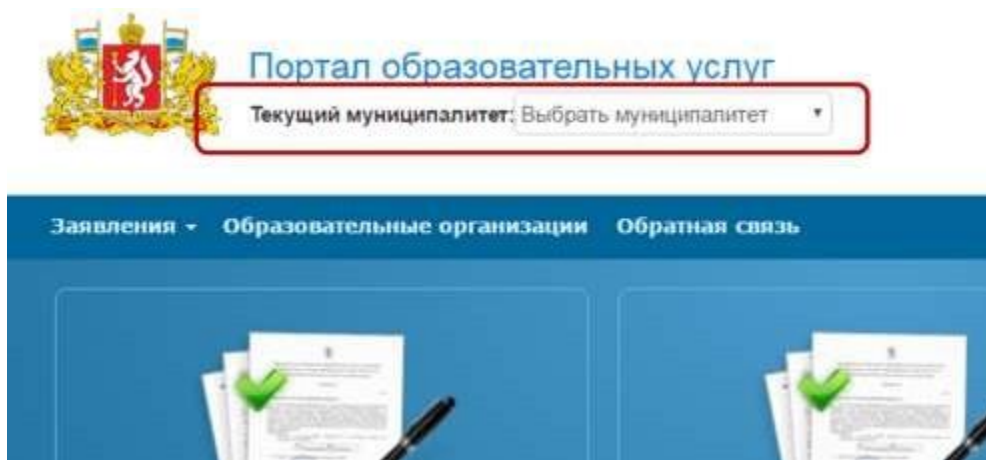 Портал образовательных услуг
Текущий муниципалитет: Выбрать муниципалитет
Заявления Образовательные организации Обратная связь